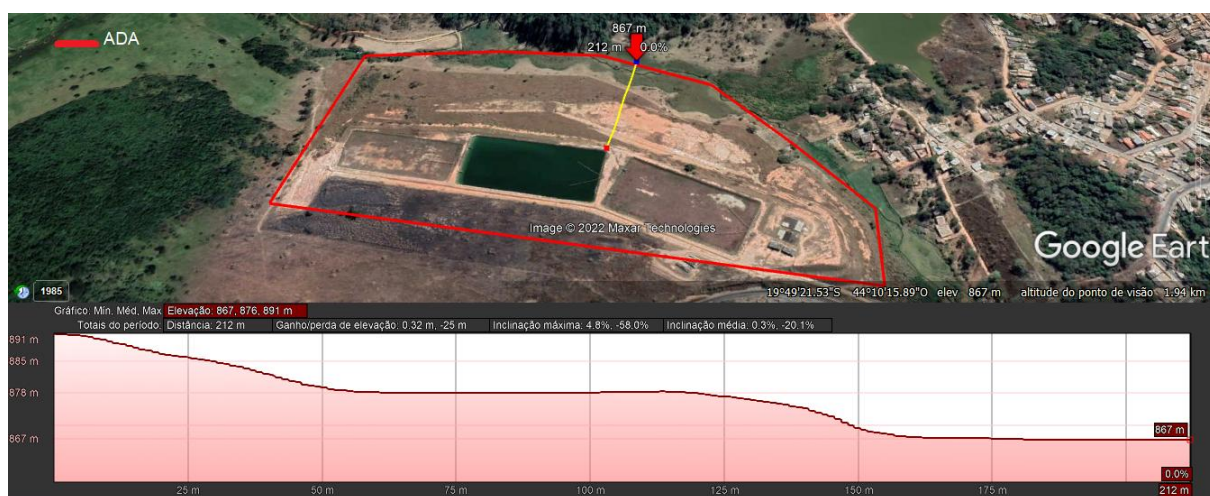 ADA
867 m
212 m 0.0%
Image © 2022 Maxar Technologies
Google Eart
1985
19°49'21.53"S 44°10'15.89"O elev 867 m altitude do ponto de visão 1.94 km
Gráfico: Mín, Méd, Max Elevação: 867, 876, 891 m
Totais do período: Distância: 212 m Ganho/perda de elevação: 0.32 m, -25 m Inclinação máxima: 4.8%, -58.0% Inclinação média: 0.3%, -20.1%
891 m
885 m
878 m
867 m
867 m
0.0%
25 m 50 m 75 m 100 m 125 m 150 m 175 m 212 m